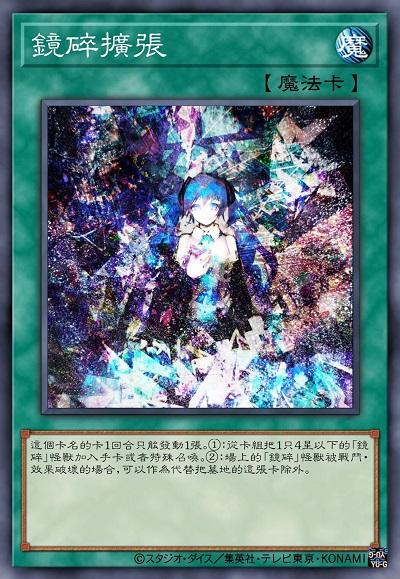 鏡碎擴張
魔
【魔法卡】
這個卡名的卡1回合只能發動1張。①：從卡組把1只4星以下的「鏡
碎」怪獸加入手卡或者特殊召喚。②：場上的「鏡碎」怪獸被戰鬥・
效果破壞的場合，可以作為代替把墓地的這張卡除外。
©スタジオ・ダイス／集英社・テレビ東京・KONAMI